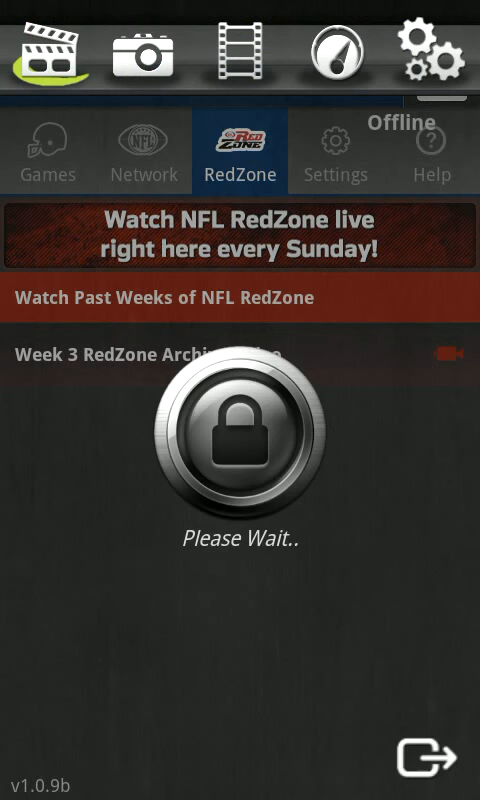 Offline
Games
Network
RedZone
Settings
Help
NFL
RED
ZONE
?
Watch NFL RedZone live
right here every Sunday!
Watch Past Weeks of NFL RedZone
Week 3 RedZone
Please Wait..
v1.0.9b